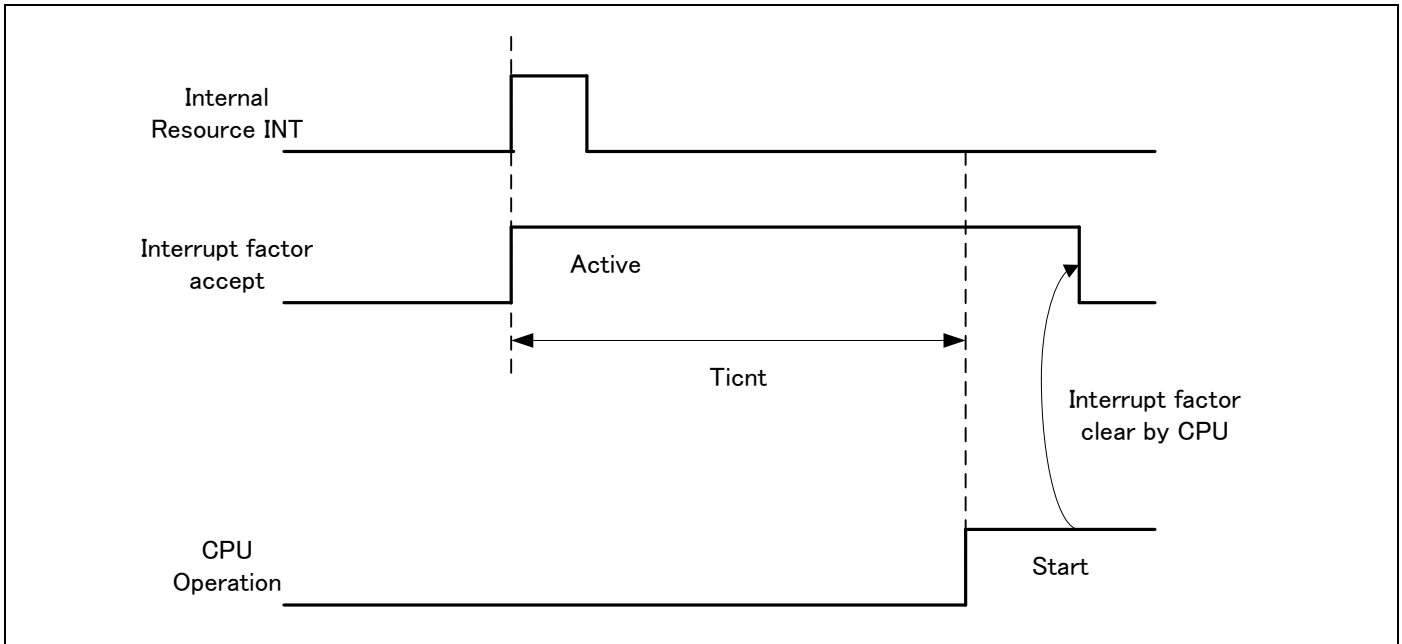 Internal
Resource INT
Interrupt factor
accept
Active
Ticnt
Interrupt factor
clear by CPU
CPU
Operation
Start